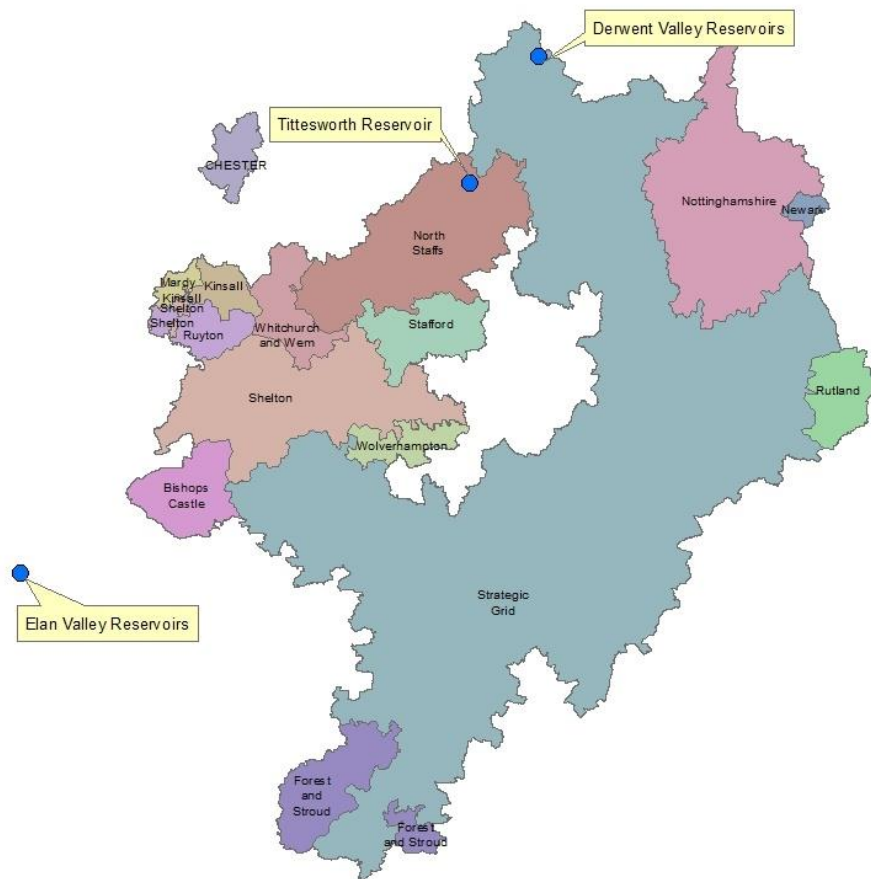 Derwent Valley Reservoirs
Tittesworth Reservoir
CHESTER
Nottinghamshire
Newark
North
Staffs
Mardy
Kinsall
Kinsall
Shelton
Shelton
Ruyton
Whitchurch
and Wem
Stafford
Rutland
Shelton
Wolverhampton
Bishops
Castle
Elan Valley Reservoirs
Strategic
Grid
Forest
and
Stroud
Forest
and Stroud